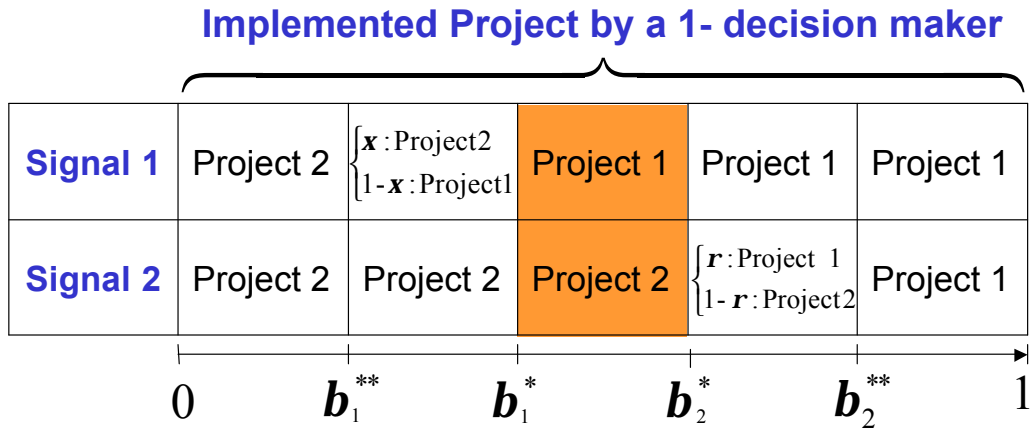 Implemented Project by a 1- decision maker
Signal 1 Project 2 x : Project2 Project 1 Project 1 Project 1
1- x : Project1
Signal 2 Project 2 Project 2 Project 2 r : Project 1 Project 1
1- r : Project2
0 b₁** b₁* b₂* b₂** 1